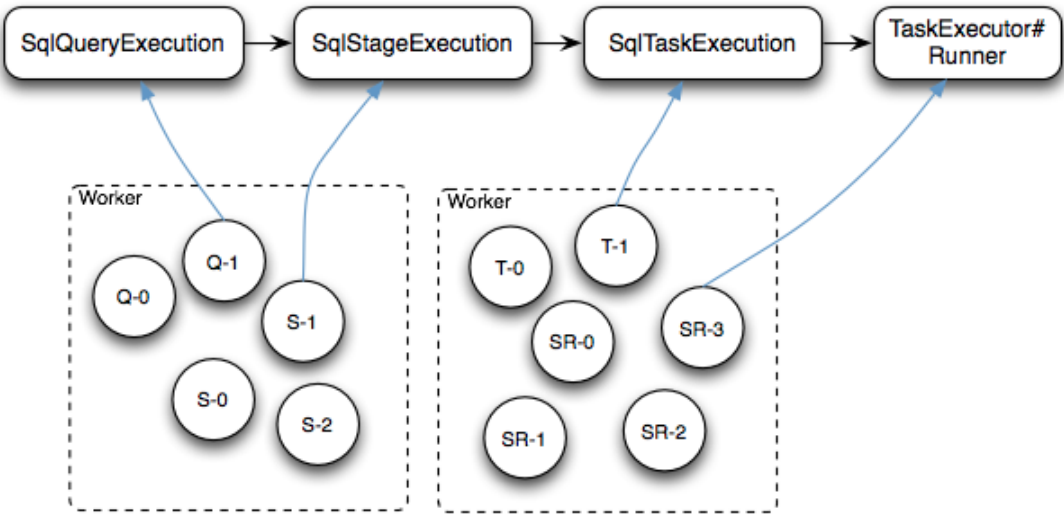 SqlQueryExecution
SqlStageExecution
SqlTaskExecution
TaskExecutor#
Runner
Worker
Q-0
Q-1
S-1
S-0
S-2
Worker
T-0
T-1
SR-0
SR-3
SR-1
SR-2